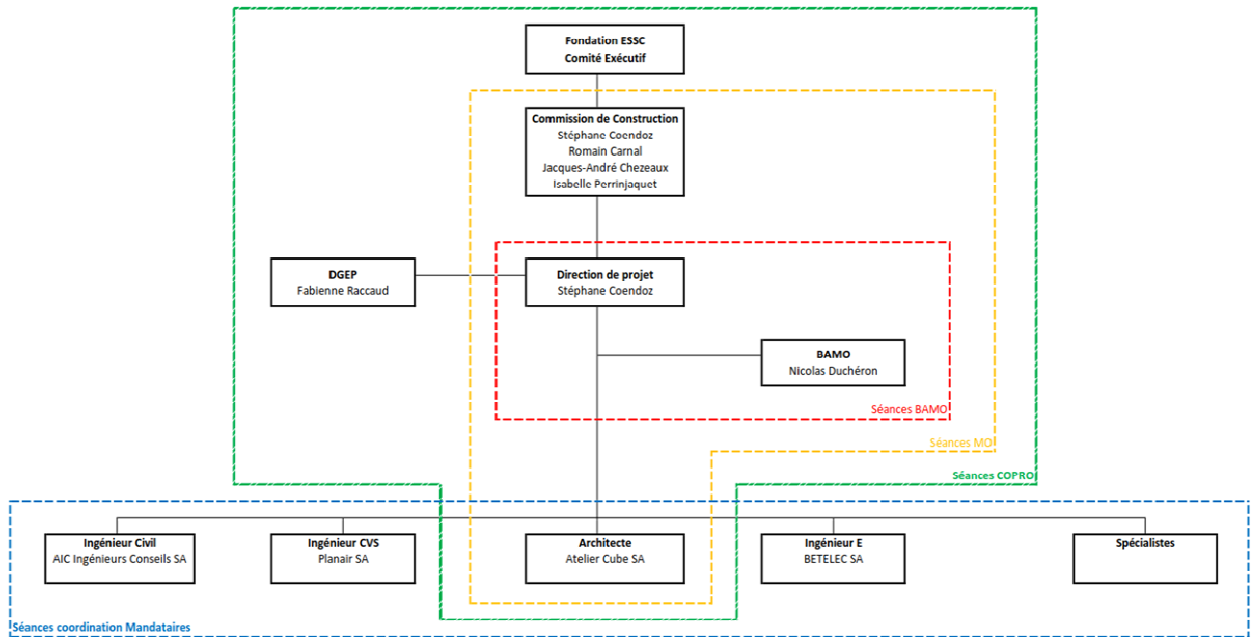 Fondation ESSC
Comité Exécutif
Commission de Construction
Stéphane Coendoz
Romain Carnal
Jacques-André Chezeaux
Isabelle Perrinjaquet
DGEP
Fabienne Raccaud
Direction de projet
Stéphane Coendoz
BAMO
Nicolas Duchéron
Séances BAMO
Séances MO
Séances COPRO
Ingénieur Civil
AIC Ingénieurs Conseils SA
Ingénieur CVS
Planair SA
Architecte
Atelier Cube SA
Ingénieur E
BETELEC SA
Spécialistes
Séances coordination Mandataires